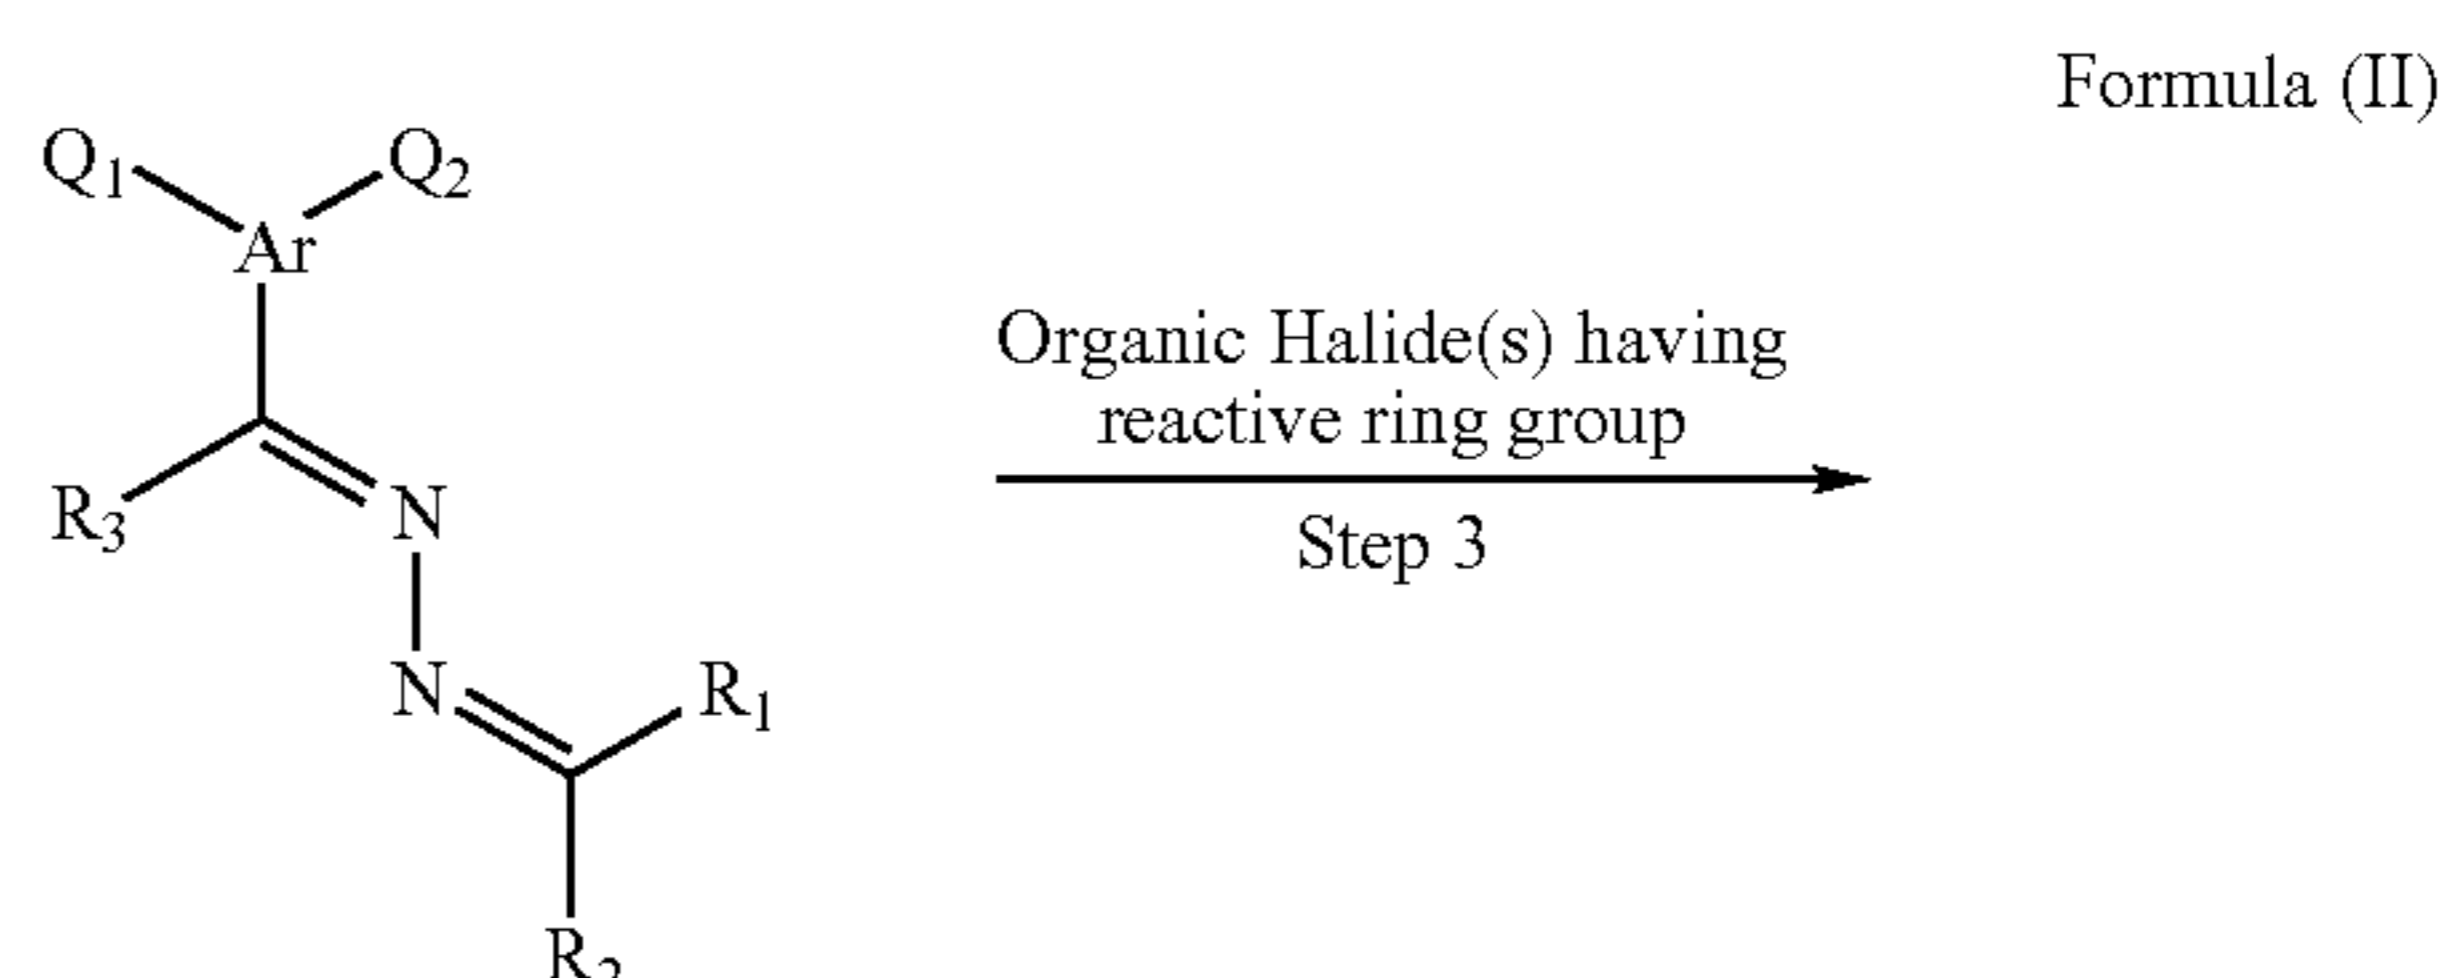 Formula (II)
Q1 Q2
Ar
Organic Halide(s) having
reactive ring group
R3 N
Step 3
N R1
R2